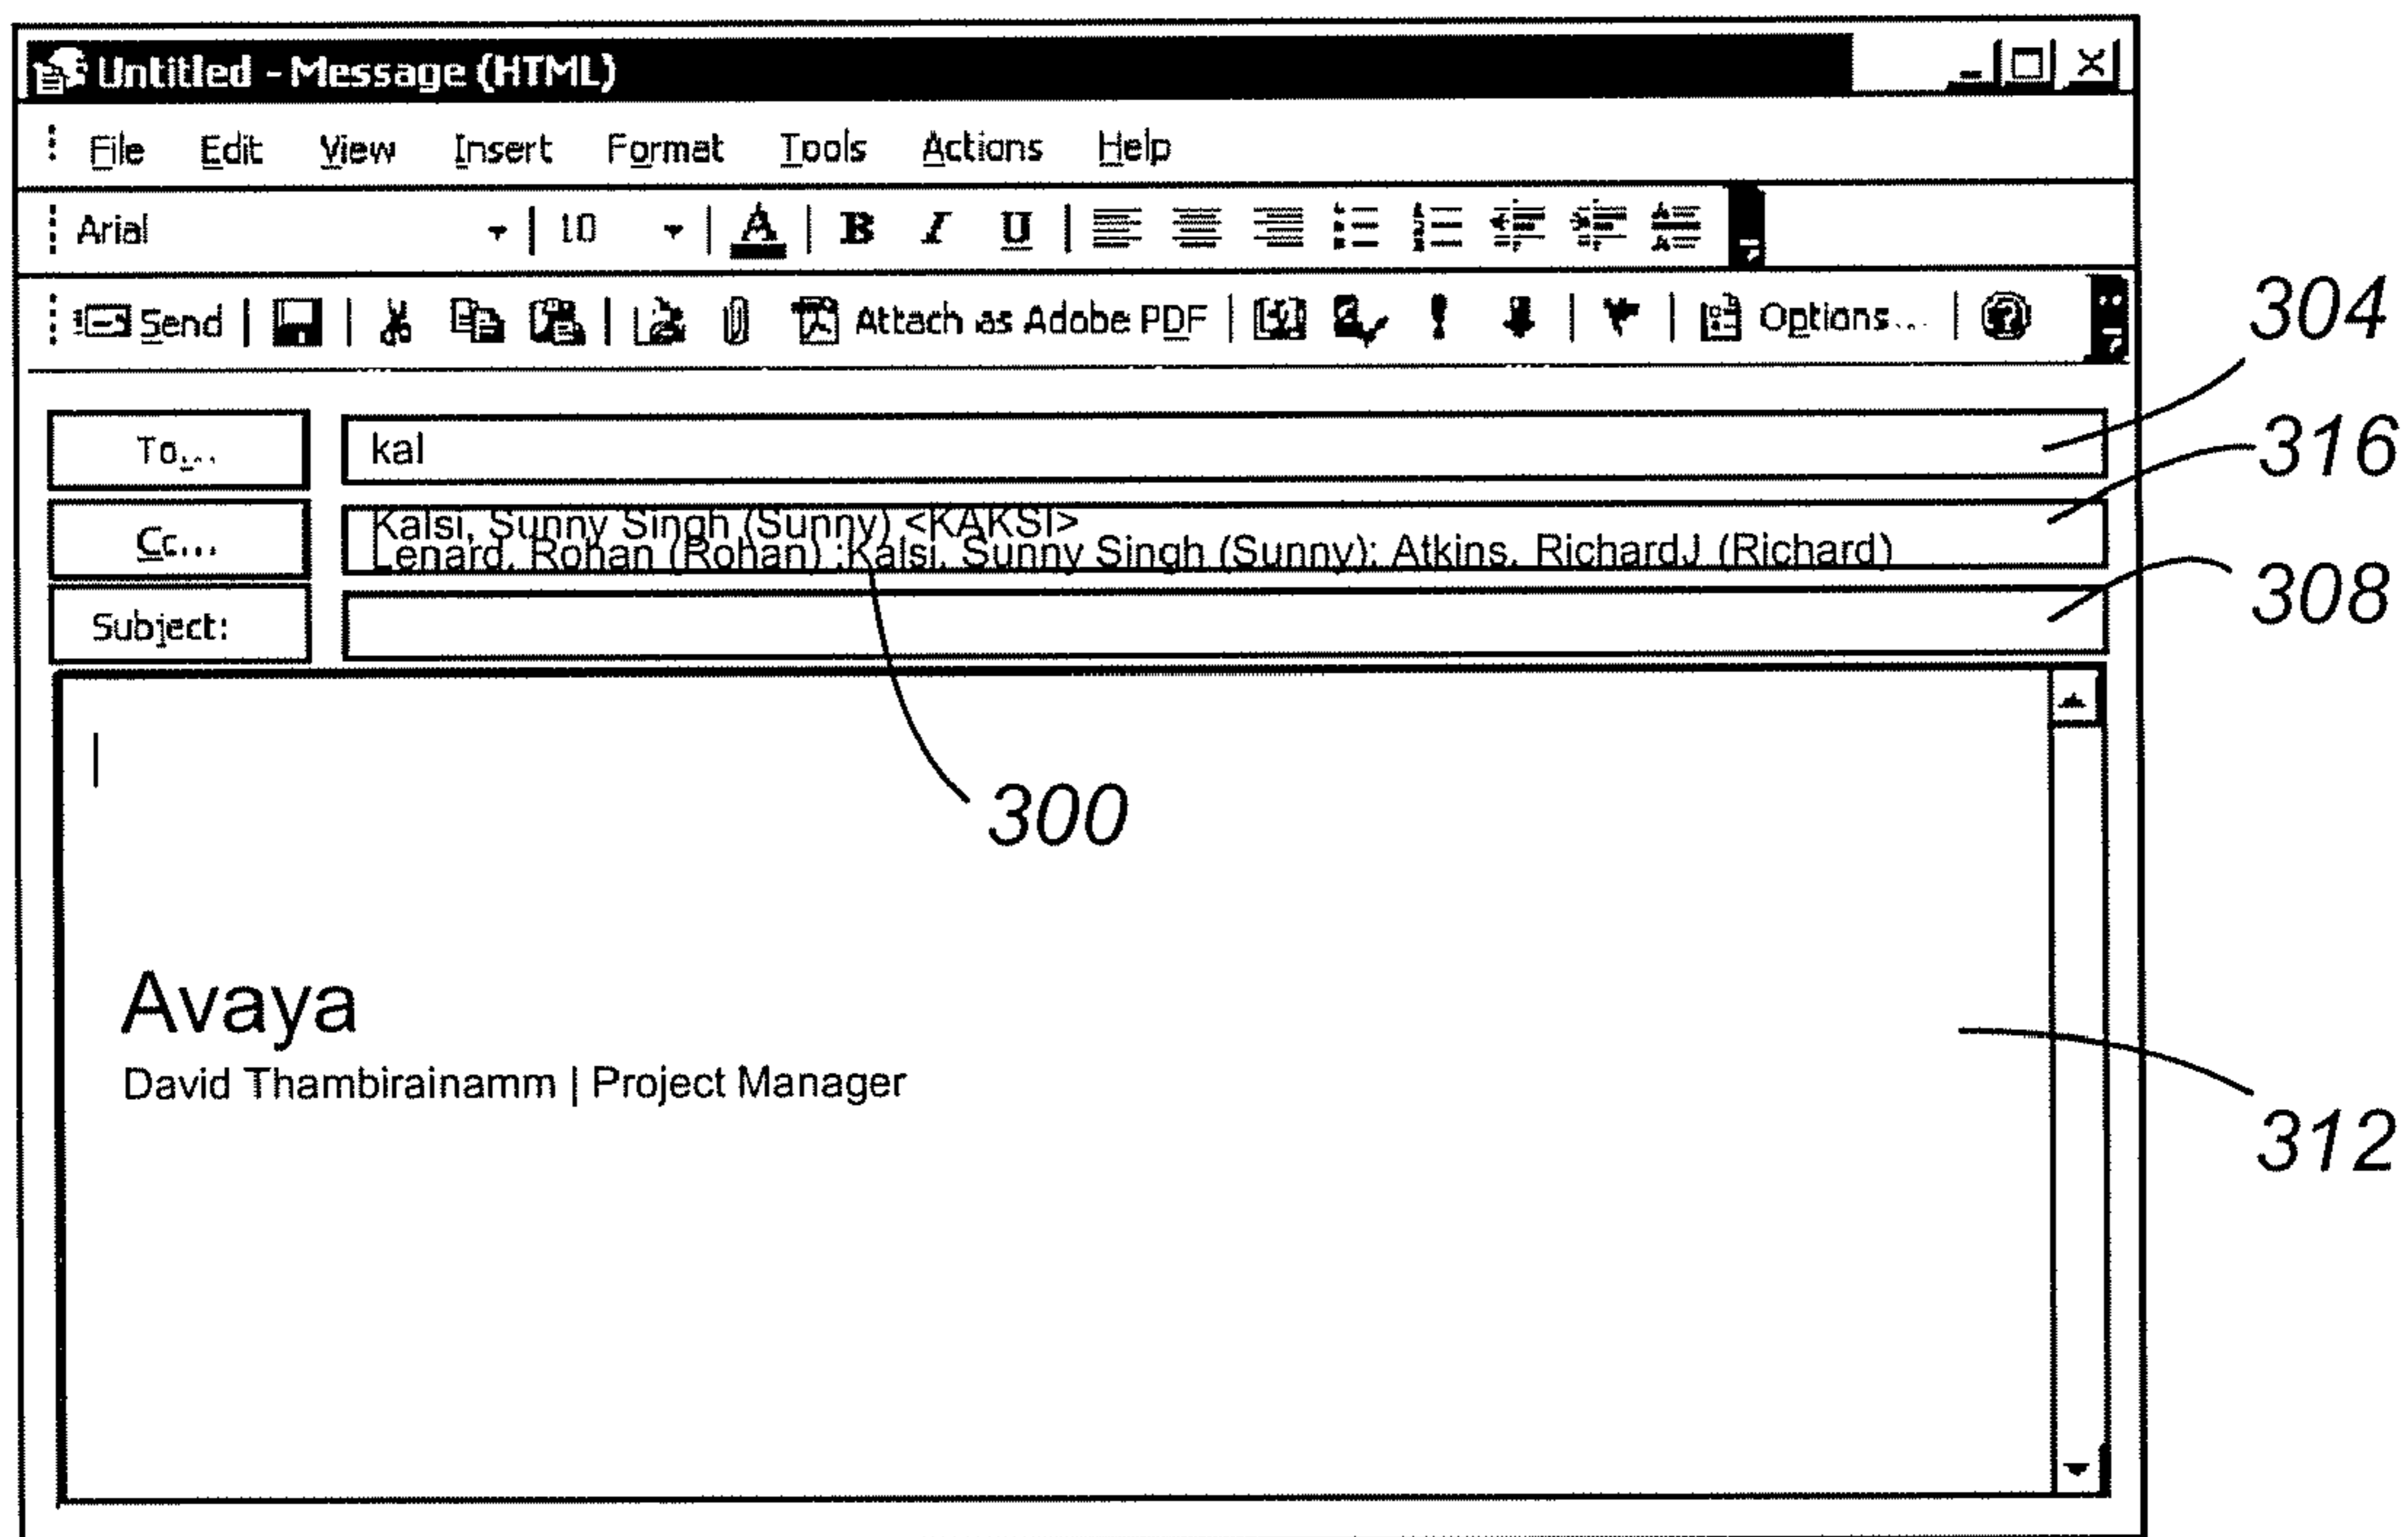 Untitled - Message (HTML)
File Edit View Insert Format Tools Actions Help
Arial 10 A B I U
Send Attach as Adobe PDF Options...
304
To... kal
316
Cc... Kalsi, Sunny Singh (Sunny) <KAKSI>
Lenard, Rohan (Rohan) ;Kalsi, Sunny Singh (Sunny); Atkins, RichardJ (Richard)
308
Subject:
300
Avaya
David Thambirainamm | Project Manager
312